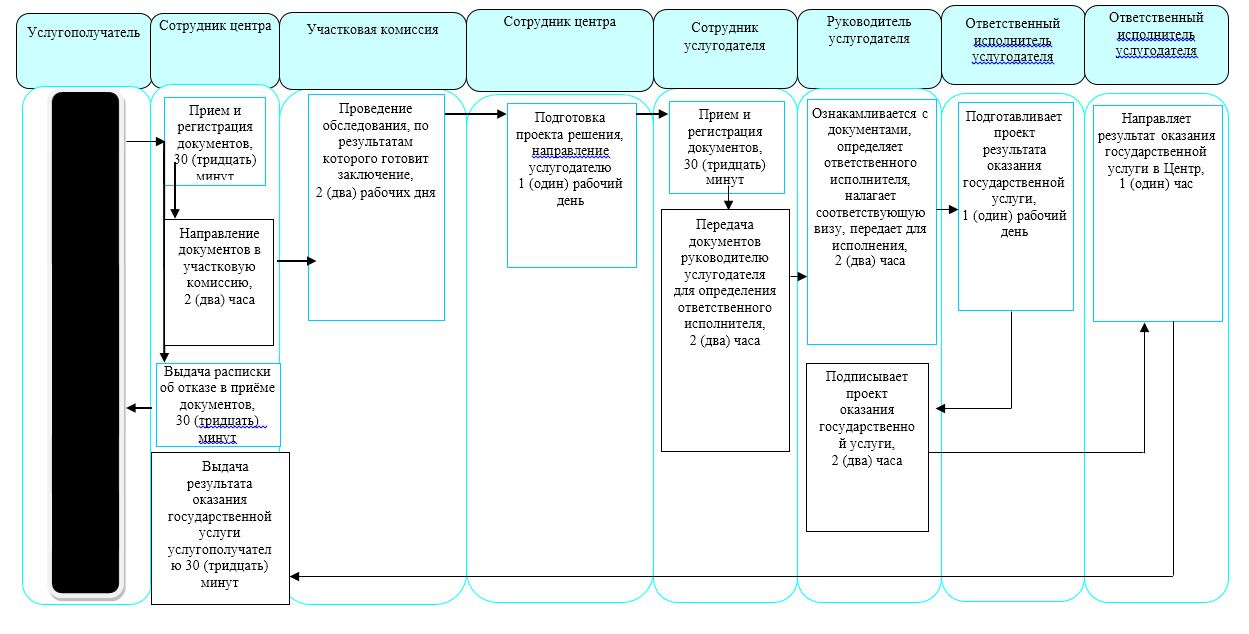 Услугополучатель
Сотрудник центра
Участковая комиссия
Сотрудник центра
Сотрудник
услугодателя
Руководитель
услугодателя
Ответственный
исполнитель
услугодателя
Ответственный
исполнитель
услугодателя
Прием и
регистрация
документов,
30 (тридцать)
минут
Направление
документов в
участковую
комиссию,
2 (два) часа
Выдача расписки
об отказе в приёме
документов,
30 (тридцать)
минут
Выдача
результата
оказания
государственной
услуги
услугополучател
ю 30 (тридцать)
минут
Проведение
обследования, по
результатам
которого готовит
заключение,
2 (два) рабочих дня
Подготовка
проекта решения,
направление
услугодателю
1 (один) рабочий
день
Прием и
регистрация
документов,
30 (тридцать)
минут
Передача
документов
руководителю
услугодателя
для определения
ответственного
исполнителя,
2 (два) часа
Ознакамливается с
документами,
определяет
ответственного
исполнителя,
налагает
соответствующую
визу, передает для
исполнения,
2 (два) часа
Подписывает
проект
оказания
государственно
й услуги,
2 (два) часа
Подготавливает
проект
результата
оказания
государственной
услуги,
1 (один) рабочий
день
Направляет
результат оказания
государственной
услуги в Центр,
1 (один) час